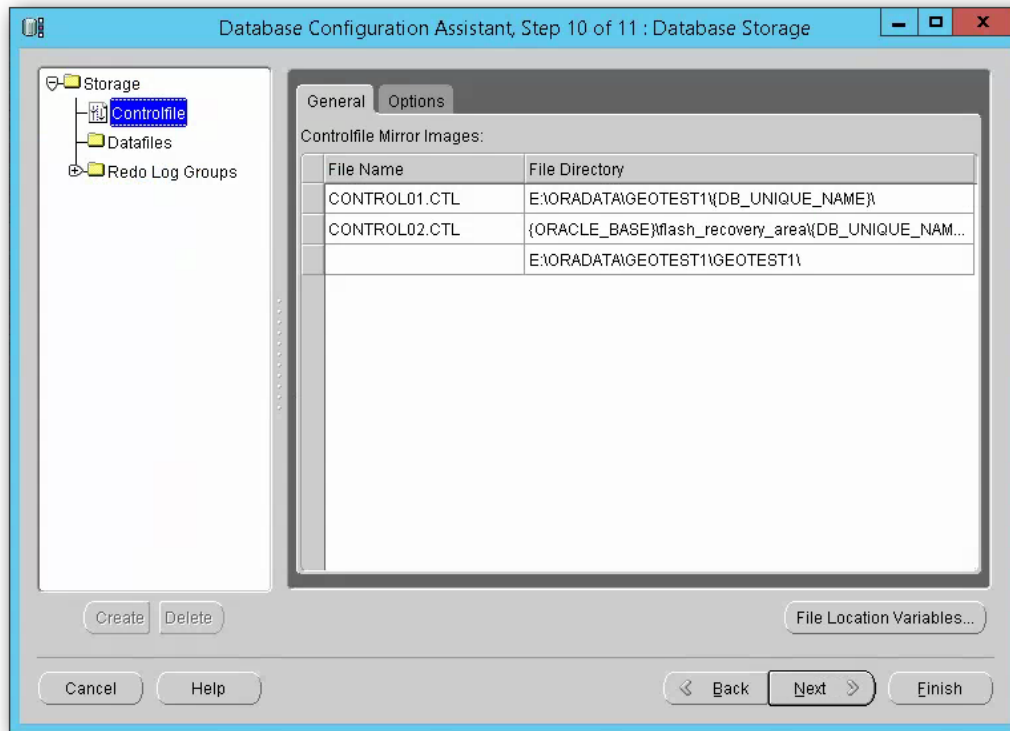 Database Configuration Assistant, Step 10 of 11 : Database Storage
Storage
Controlfile
Datafiles
Redo Log Groups
General Options
Controlfile Mirror Images:
File Name File Directory
CONTROL01.CTL E:\ORADATA\GEOTEST1\{DB_UNIQUE_NAME}\
CONTROL02.CTL {ORACLE_BASE}\flash_recovery_area\{DB_UNIQUE_NAM...
E:\ORADATA\GEOTEST1\GEOTEST1\
Create Delete File Location Variables...
Cancel Help Back Next Finish